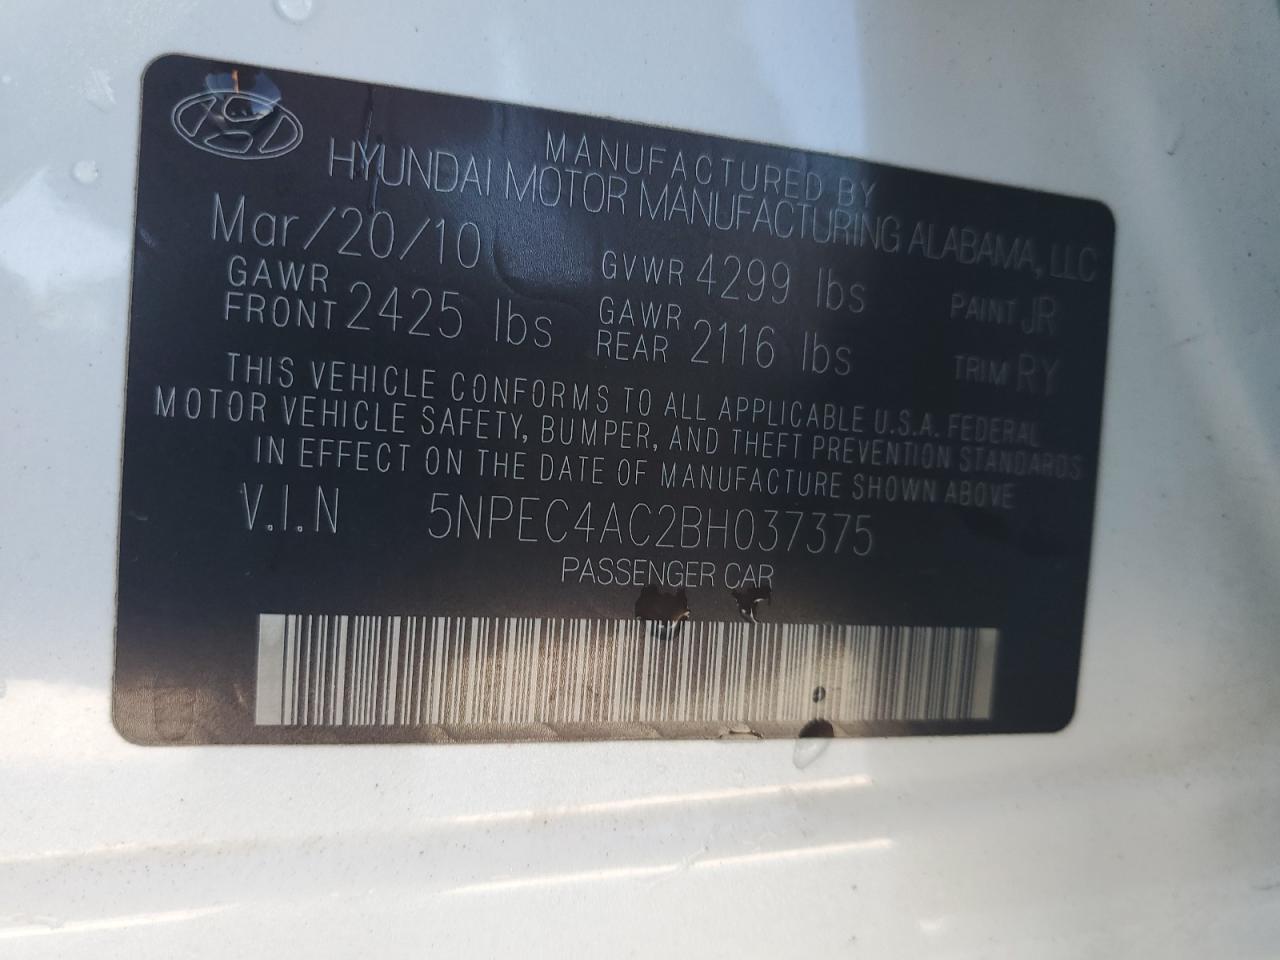 MANUFACTURED BY
HYUNDAI MOTOR MANUFACTURING ALABAMA, LLC
Mar/20/10 GVWR 4299 lbs PAINT JR
GAWR FRONT 2425 lbs GAWR REAR 2116 lbs TRIM RY
THIS VEHICLE CONFORMS TO ALL APPLICABLE U.S.A. FEDERAL
MOTOR VEHICLE SAFETY, BUMPER, AND THEFT PREVENTION STANDARDS
IN EFFECT ON THE DATE OF MANUFACTURE SHOWN ABOVE
V.I.N 5NPEC4AC2BH037375
PASSENGER CAR